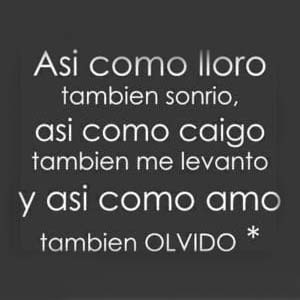 Asi como lloro
tambien sonrio,
asi como caigo
tambien me levanto
y asi como amo
tambien OLVIDO *